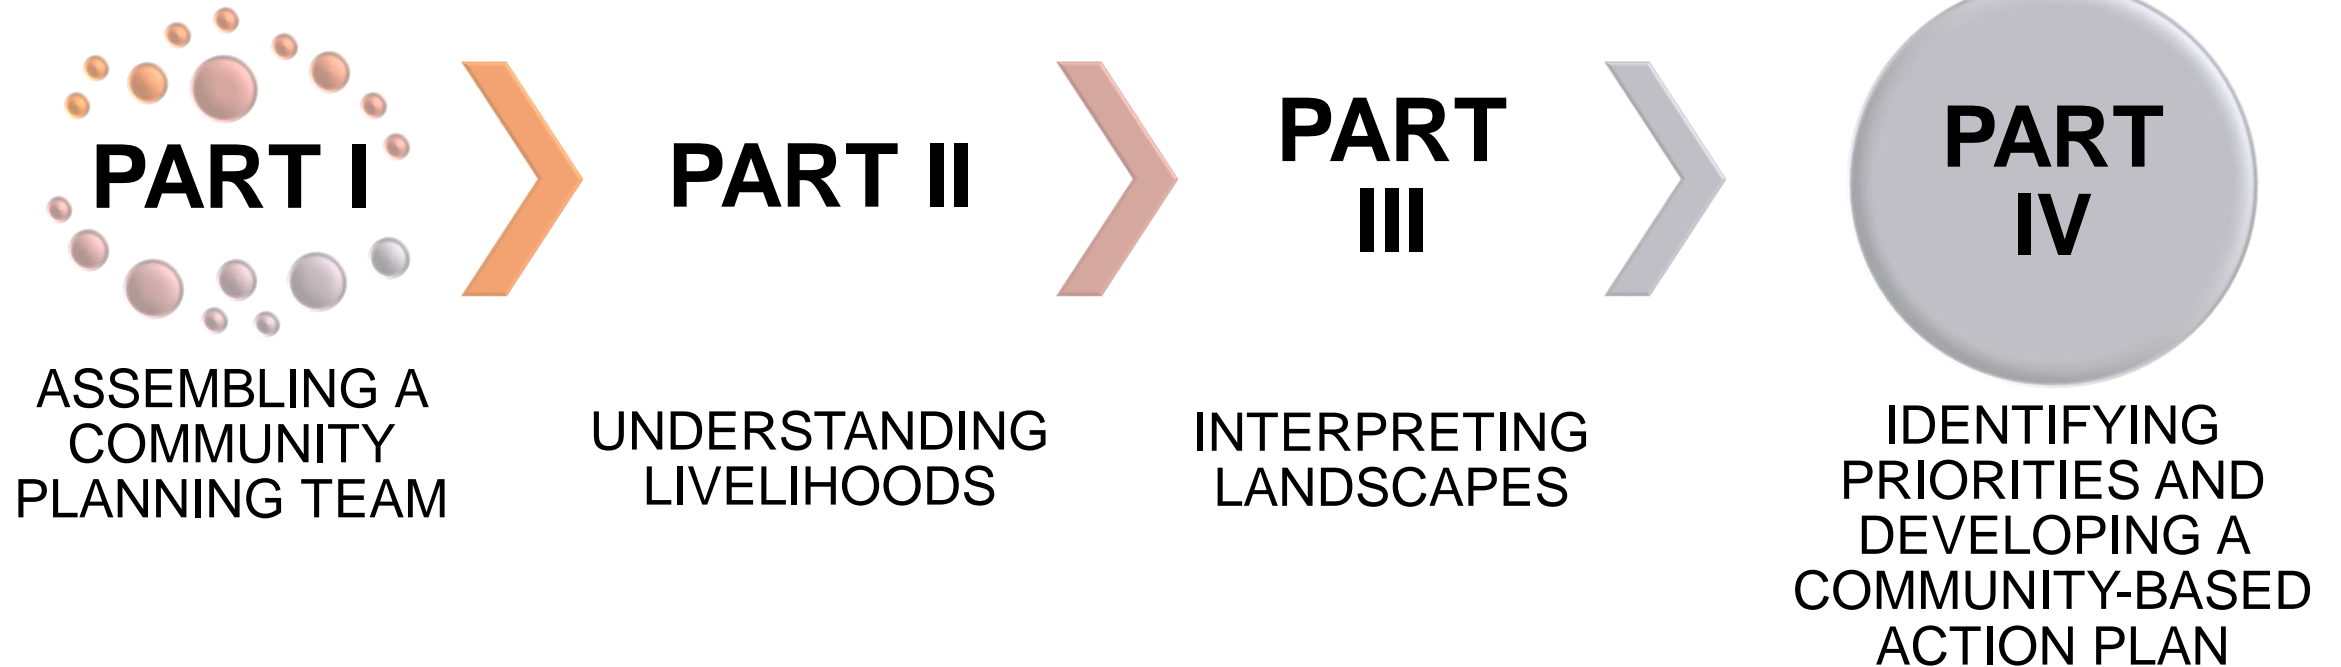 PART I
ASSEMBLING A
COMMUNITY
PLANNING TEAM
PART II
UNDERSTANDING
LIVELIHOODS
PART
III
INTERPRETING
LANDSCAPES
PART
IV
IDENTIFYING
PRIORITIES AND
DEVELOPING A
COMMUNITY-BASED
ACTION PLAN